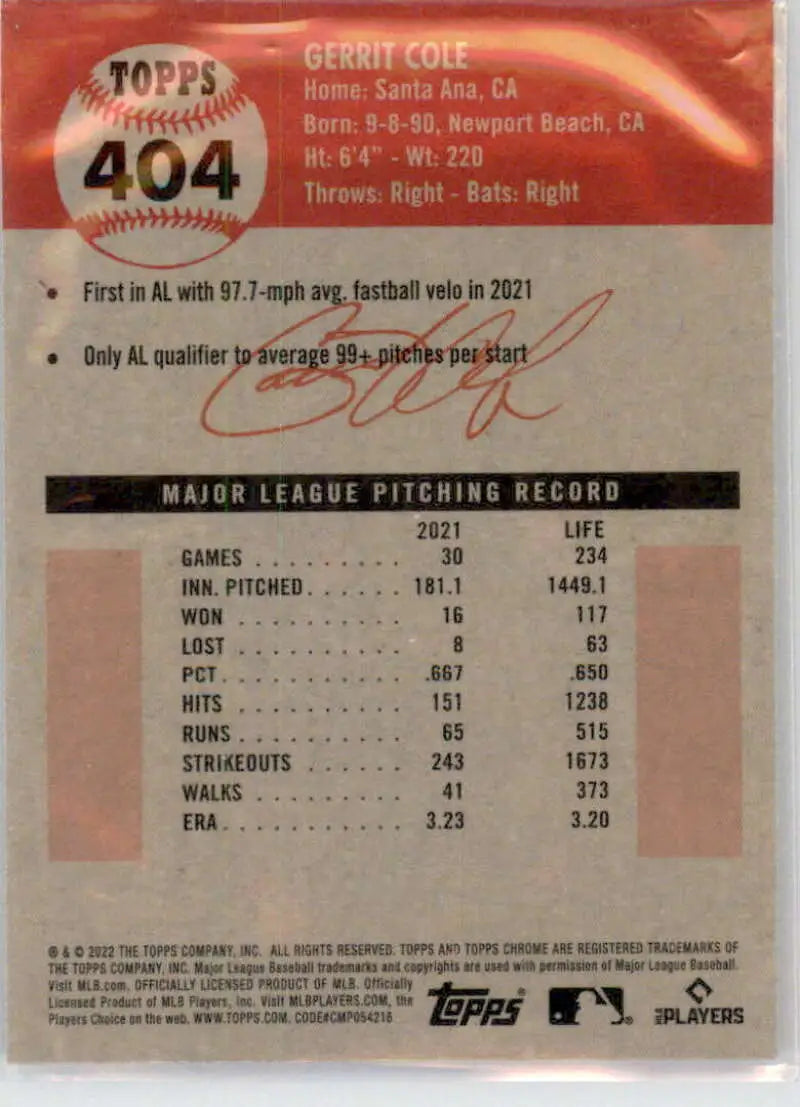 TOPPS
404
GERRIT COLE
Home: Santa Ana, CA
Born: 9-8-90, Newport Beach, CA
Ht: 6'4" - Wt: 220
Throws: Right - Bats: Right
• First in AL with 97.7-mph avg. fastball velo in 2021
• Only AL qualifier to average 99+ pitches per start
MAJOR LEAGUE PITCHING RECORD
2021 LIFE
GAMES . . . . . . . . . 30 234
INN. PITCHED . . . . . . 181.1 1449.1
WON . . . . . . . . . . 16 117
LOST . . . . . . . . . . 8 63
PCT. . . . . . . . . . . .667 .650
HITS . . . . . . . . . . 151 1238
RUNS . . . . . . . . . . 65 515
STRIKEOUTS . . . . . . 243 1673
WALKS . . . . . . . . . 41 373
ERA . . . . . . . . . . . 3.23 3.20
® & © 2022 THE TOPPS COMPANY, INC. ALL RIGHTS RESERVED. TOPPS AND TOPPS CHROME ARE REGISTERED TRADEMARKS OF
THE TOPPS COMPANY, INC. Major League Baseball trademarks and copyrights are used with permission of Major League Baseball.
Visit MLB.com. OFFICIALLY LICENSED PRODUCT OF MLB. Officially
Licensed Product of MLB Players, Inc. Visit MLBPLAYERS.COM, the
Players Choice on the web. WWW.TOPPS.COM. CODE#CMP054216
Topps®
MLB PLAYERS